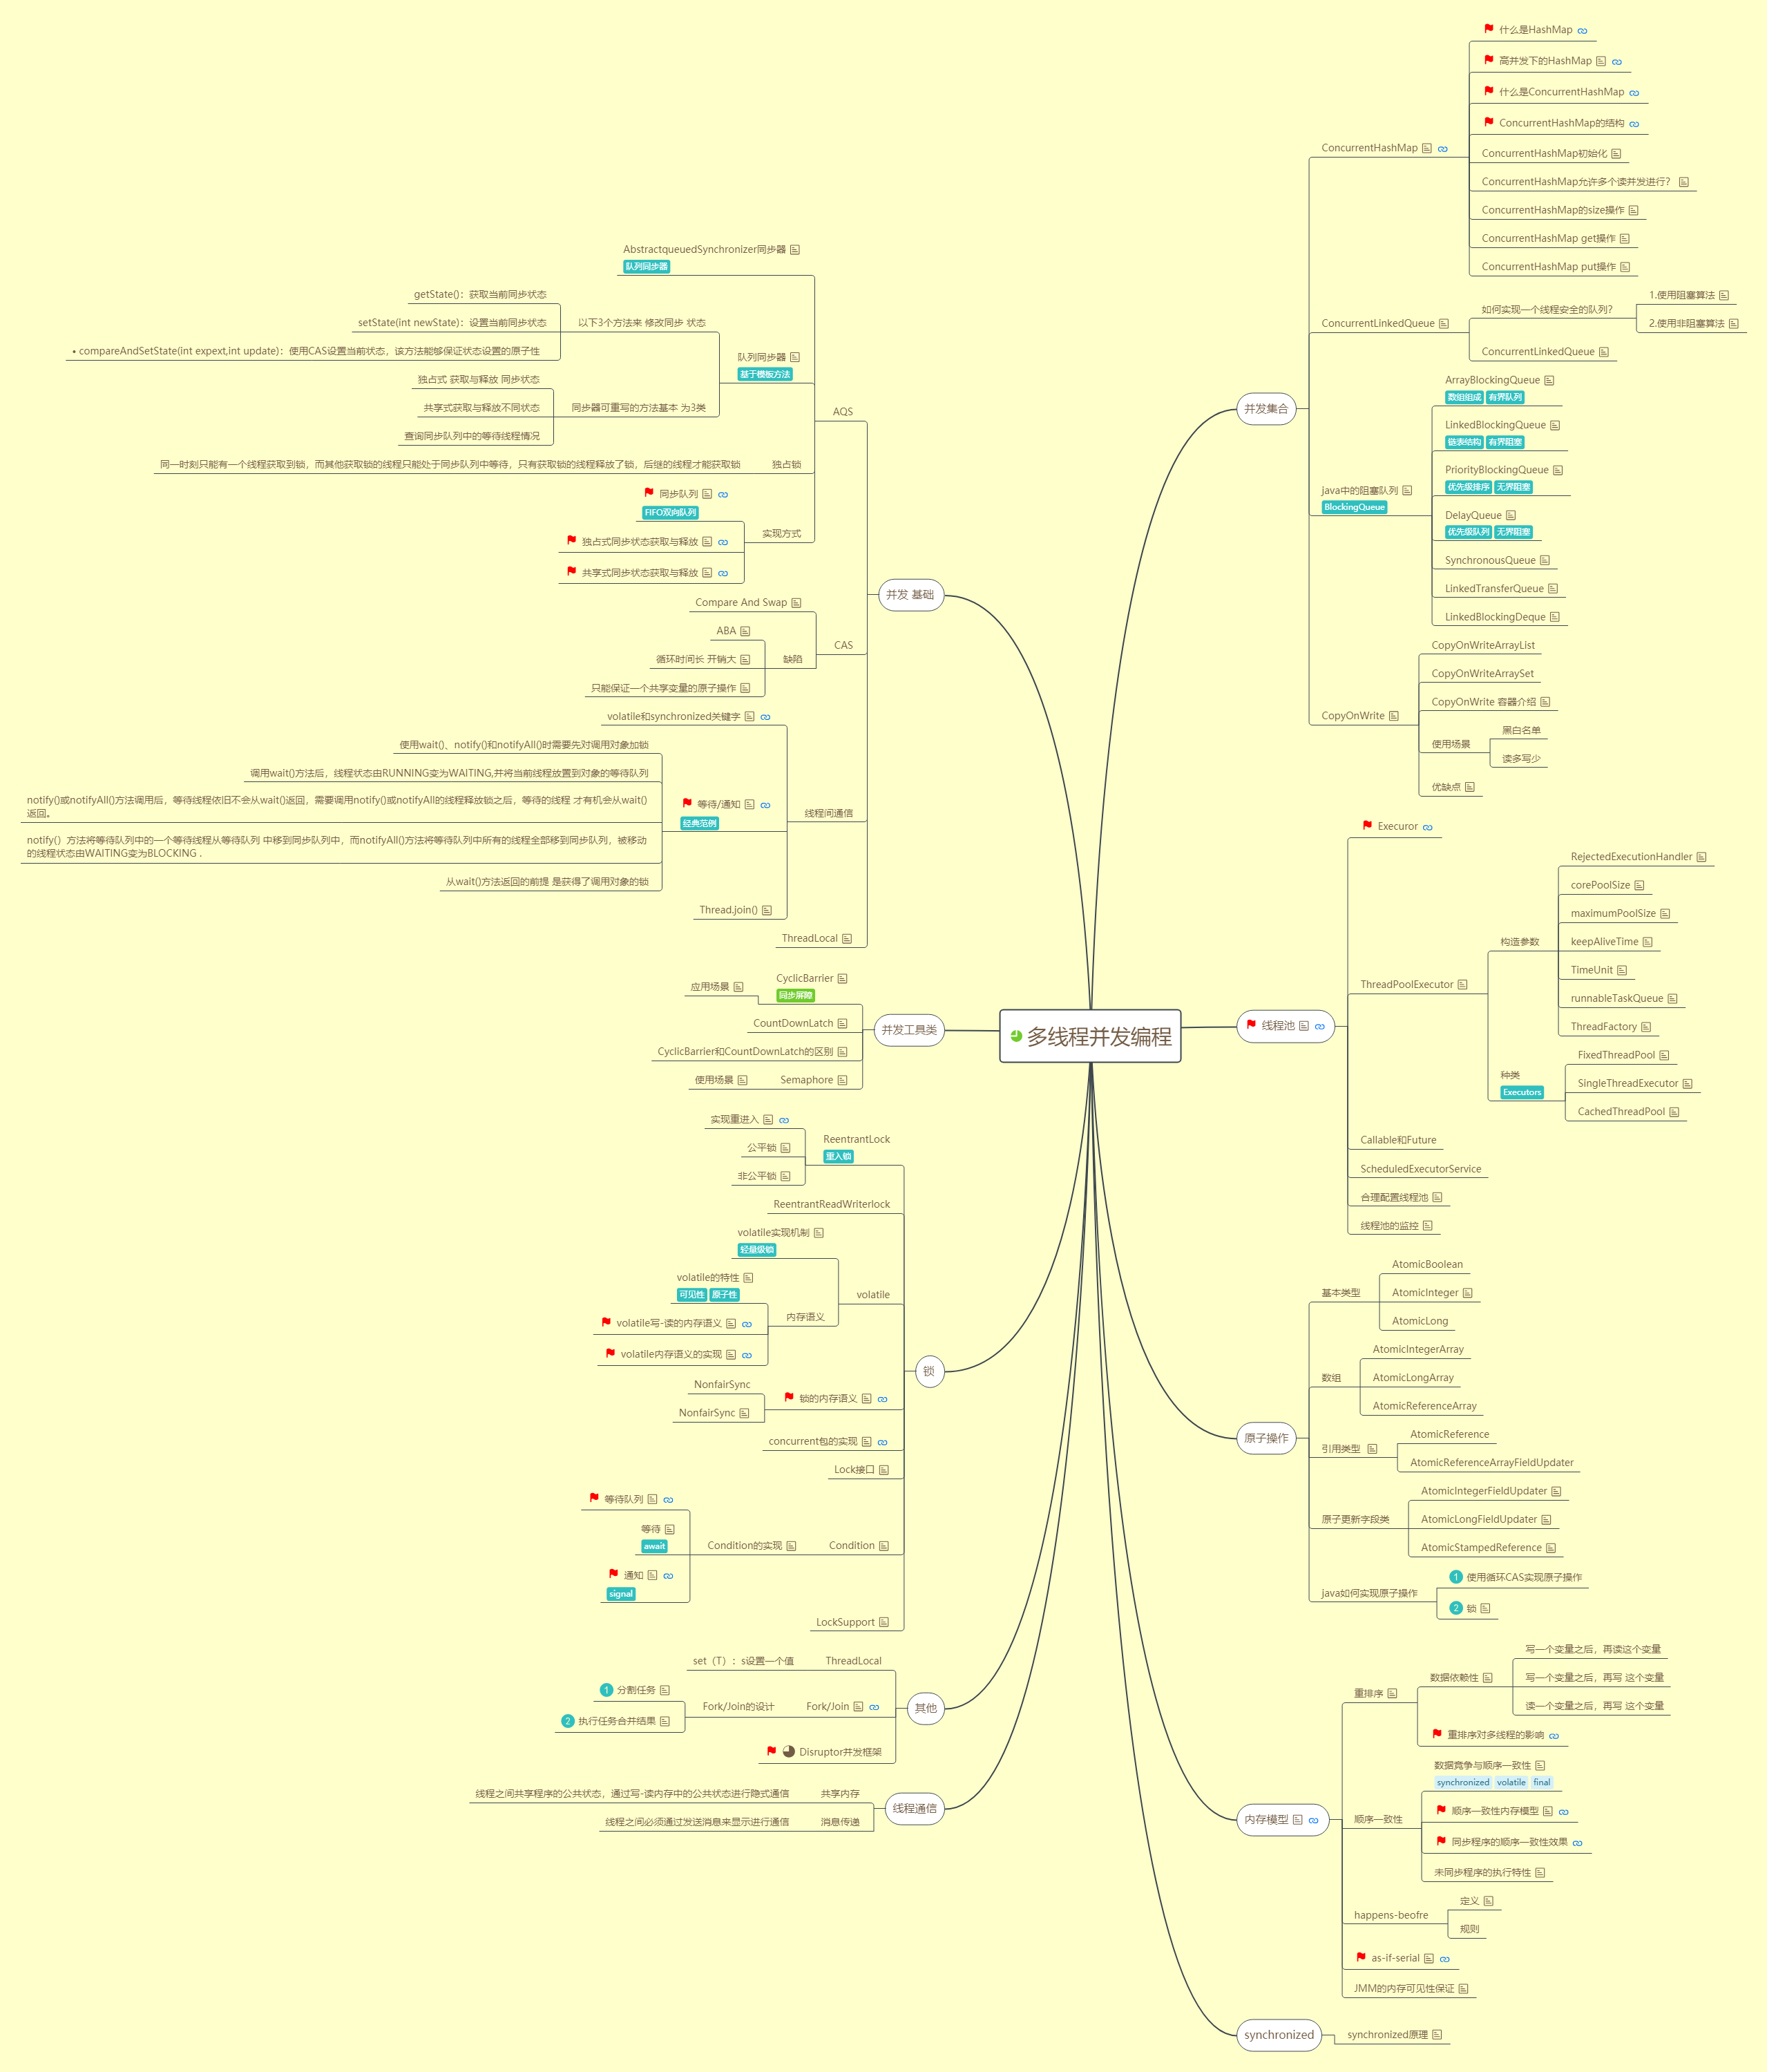 多线程并发编程
并发集合
ConcurrentHashMap
什么是HashMap
高并发下的HashMap
什么是ConcurrentHashMap
ConcurrentHashMap的结构
ConcurrentHashMap初始化
ConcurrentHashMap允许多个读并发进行？
ConcurrentHashMap的size操作
ConcurrentHashMap get操作
ConcurrentHashMap put操作
ConcurrentLinkedQueue
如何实现一个线程安全的队列？
1.使用阻塞算法
2.使用非阻塞算法
ConcurrentLinkedQueue
java中的阻塞队列
BlockingQueue
ArrayBlockingQueue
数组组成 有界队列
LinkedBlockingQueue
链表结构 有界阻塞
PriorityBlockingQueue
优先级排序 无界阻塞
DelayQueue
优先级队列 无界阻塞
SynchronousQueue
LinkedTransferQueue
LinkedBlockingDeque
CopyOnWrite
CopyOnWriteArrayList
CopyOnWriteArraySet
CopyOnWrite 容器介绍
使用场景
黑白名单
读多写少
优缺点
线程池
Execuror
ThreadPoolExecutor
构造参数
RejectedExecutionHandler
corePoolSize
maximumPoolSize
keepAliveTime
TimeUnit
runnableTaskQueue
ThreadFactory
种类
Executors
FixedThreadPool
SingleThreadExecutor
CachedThreadPool
Callable和Future
ScheduledExecutorService
合理配置线程池
线程池的监控
原子操作
基本类型
AtomicBoolean
AtomicInteger
AtomicLong
数组
AtomicIntegerArray
AtomicLongArray
AtomicReferenceArray
引用类型
AtomicReference
AtomicReferenceArrayFieldUpdater
原子更新字段类
AtomicIntegerFieldUpdater
AtomicLongFieldUpdater
AtomicStampedReference
java如何实现原子操作
1 使用循环CAS实现原子操作
2 锁
内存模型
重排序
数据依赖性
写一个变量之后，再读这个变量
写一个变量之后，再写 这个变量
读一个变量之后，再写 这个变量
重排序对多线程的影响
顺序一致性
数据竞争与顺序一致性
synchronized volatile final
顺序一致性内存模型
同步程序的顺序一致性效果
未同步程序的执行特性
happens-beofre
定义
规则
as-if-serial
JMM的内存可见性保证
synchronized
synchronized原理
并发 基础
AQS
AbstractqueuedSynchronizer同步器
队列同步器
队列同步器
基于模板方法
以下3个方法来 修改同步 状态
getState()：获取当前同步状态
setState(int newState)：设置当前同步状态
• compareAndSetState(int expext,int update)：使用CAS设置当前状态，该方法能够保证状态设置的原子性
同步器可重写的方法基本 为3类
独占式 获取与释放 同步状态
共享式获取与释放不同状态
查询同步队列中的等待线程情况
独占锁
同一时刻只能有一个线程获取到锁，而其他获取锁的线程只能处于同步队列中等待，只有获取锁的线程释放了锁，后继的线程才能获取锁
实现方式
同步队列
FIFO双向队列
独占式同步状态获取与释放
共享式同步状态获取与释放
CAS
Compare And Swap
缺陷
ABA
循环时间长 开销大
只能保证一个共享变量的原子操作
线程间通信
volatile和synchronized关键字
等待/通知
经典范例
使用wait()、notify()和notifyAll()时需要先对调用对象加锁
调用wait()方法后，线程状态由RUNNING变为WAITING,并将当前线程放置到对象的等待队列
notify()或notifyAll()方法调用后，等待线程依旧不会从wait()返回，需要调用notify()或notifyAll的线程释放锁之后，等待的线程 才有机会从wait()
返回。
notify() 方法将等待队列中的一个等待线程从等待队列 中移到同步队列中，而notifyAll()方法将等待队列中所有的线程全部移到同步队列，被移动
的线程状态由WAITING变为BLOCKING .
从wait()方法返回的前提 是获得了调用对象的锁
Thread.join()
ThreadLocal
并发工具类
CyclicBarrier
同步屏障
应用场景
CountDownLatch
CyclicBarrier和CountDownLatch的区别
Semaphore
使用场景
锁
ReentrantLock
重入锁
实现重进入
公平锁
非公平锁
ReentrantReadWriterlock
volatile
volatile实现机制
轻量级锁
内存语义
volatile的特性
可见性 原子性
volatile写-读的内存语义
volatile内存语义的实现
锁的内存语义
NonfairSync
NonfairSync
concurrent包的实现
Lock接口
Condition
Condition的实现
等待队列
等待
await
通知
signal
LockSupport
其他
ThreadLocal
set（T）：s设置一个值
Fork/Join
Fork/Join的设计
1 分割任务
2 执行任务合并结果
Disruptor并发框架
线程通信
共享内存
线程之间共享程序的公共状态，通过写-读内存中的公共状态进行隐式通信
消息传递
线程之间必须通过发送消息来显示进行通信